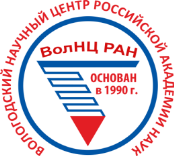 ВОЛОГОДСКИЙ НАУЧНЫЙ ЦЕНТР РОССИЙСКОЙ АКАДЕМИИ НАУК
ВолНЦ РАН
ОСНОВАН
в 1990 г.